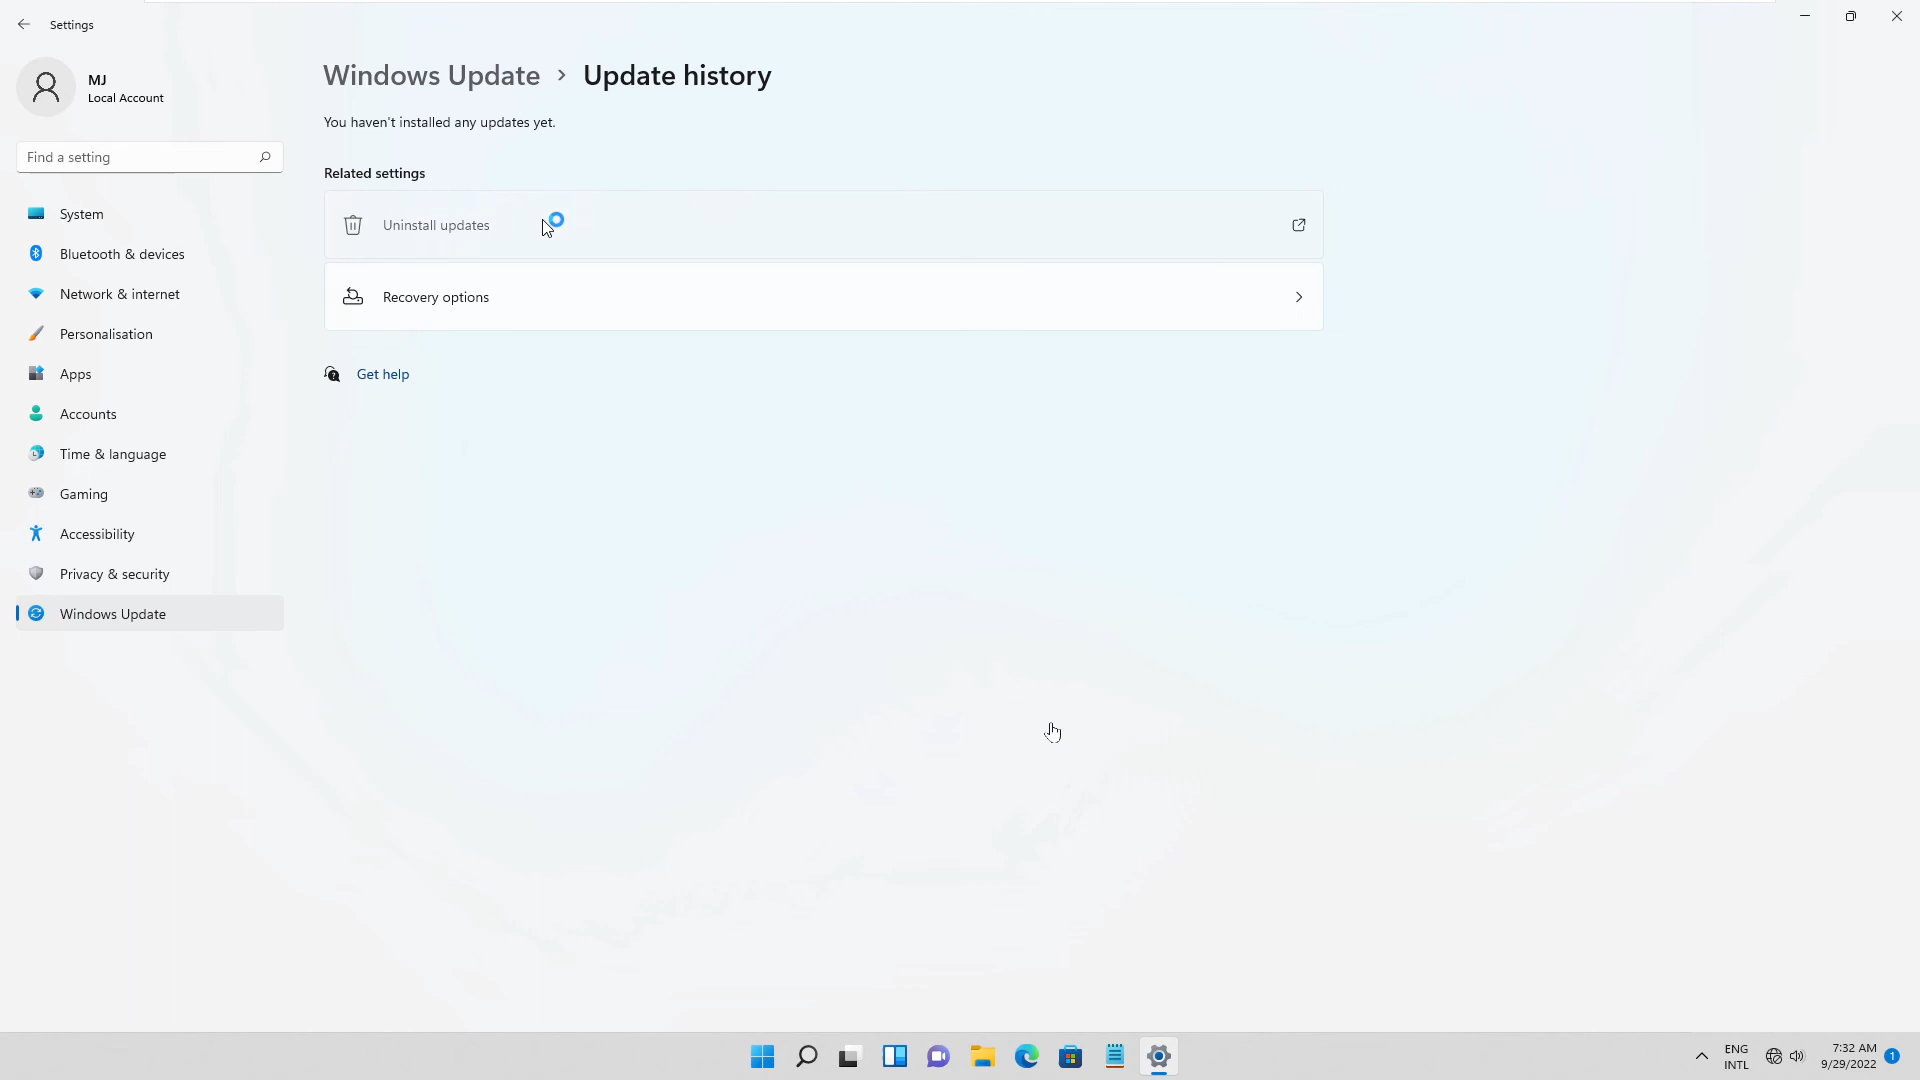 Settings
MJ
Local Account
Find a setting
System
Bluetooth & devices
Network & internet
Personalisation
Apps
Accounts
Time & language
Gaming
Accessibility
Privacy & security
Windows Update
Windows Update > Update history
You haven't installed any updates yet.
Related settings
Uninstall updates
Recovery options
Get help
ENG
INTL
7:32 AM
9/29/2022
1